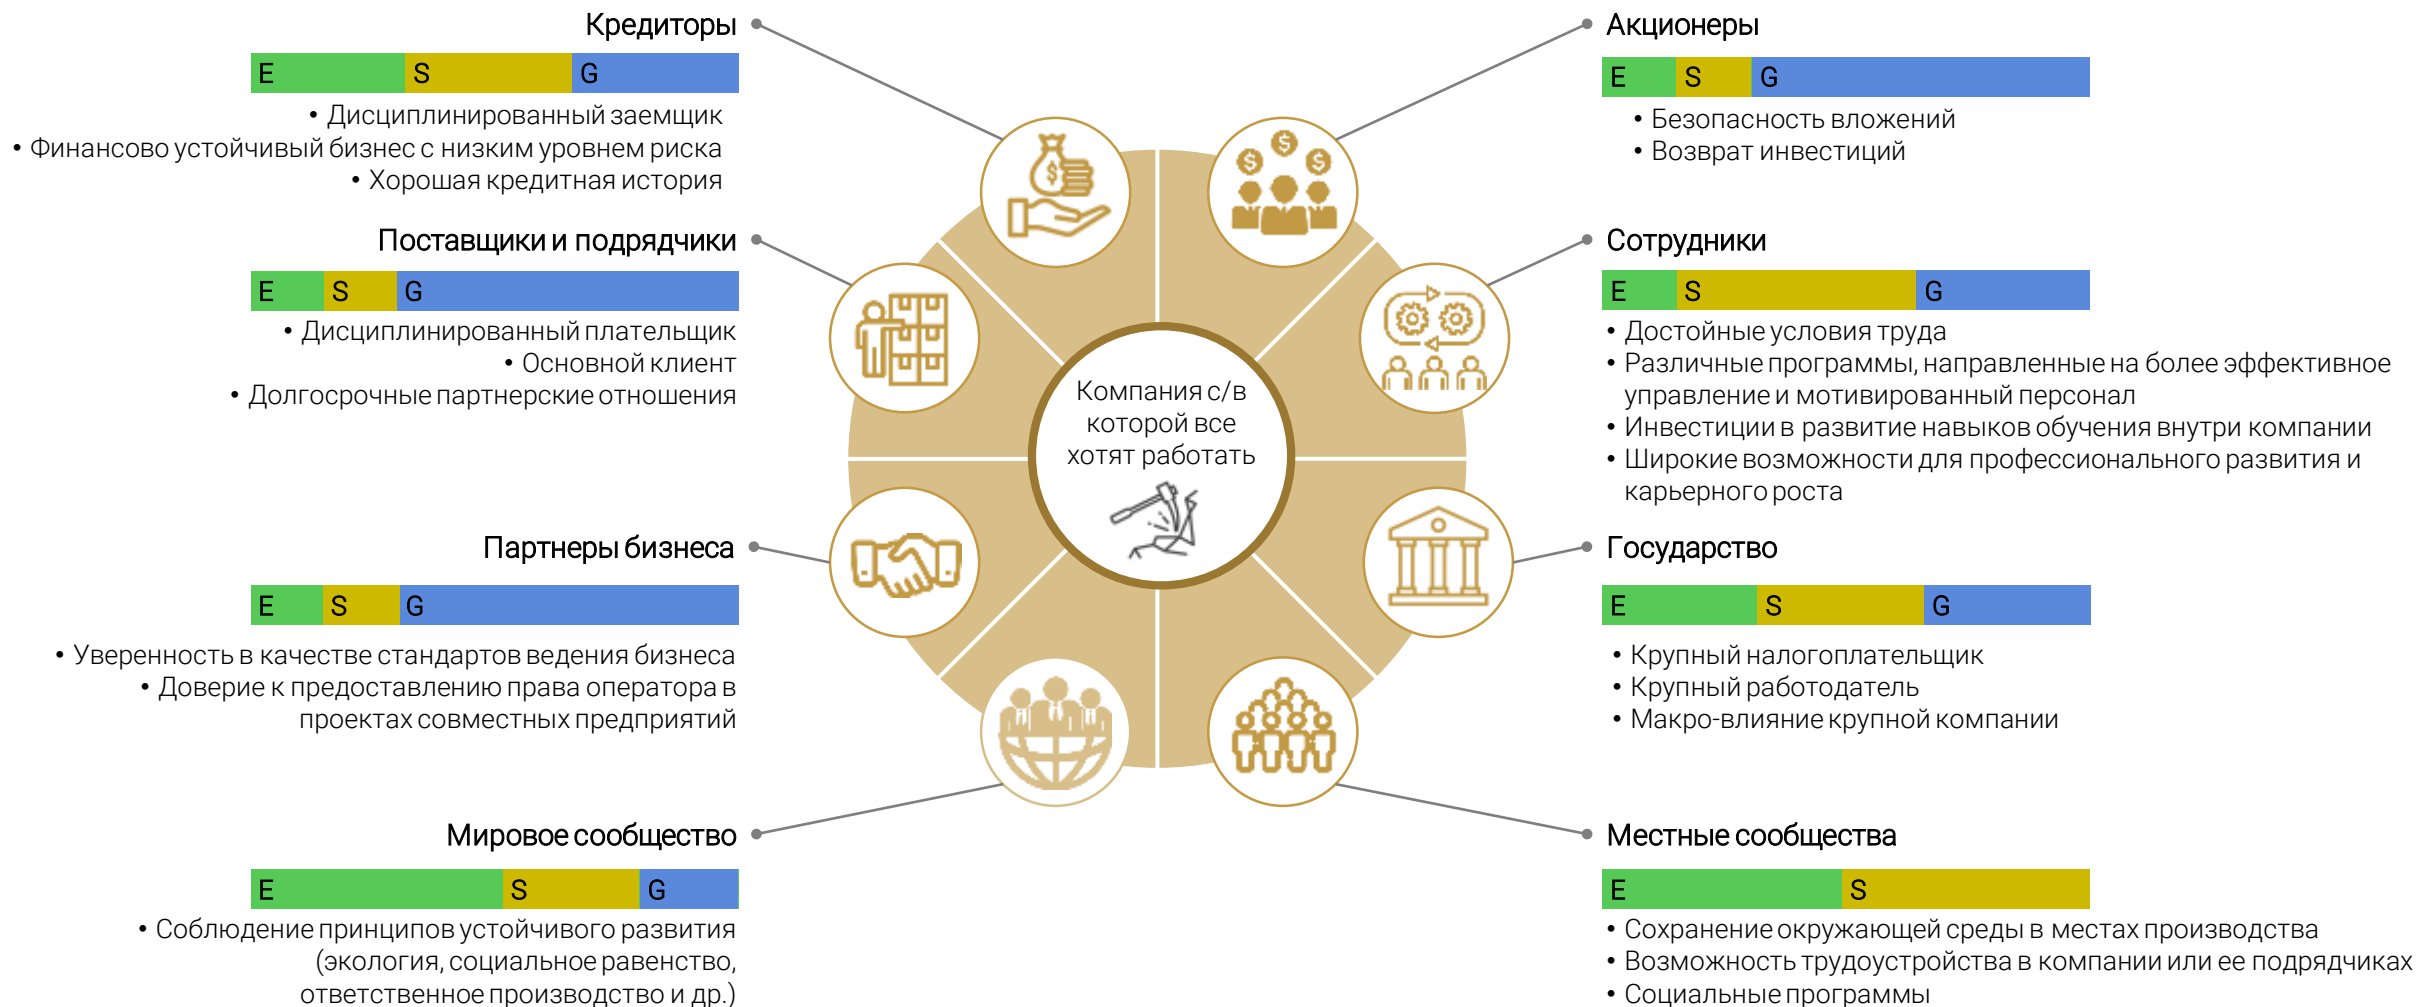 Кредиторы
E S G
• Дисциплинированный заемщик
• Финансово устойчивый бизнес с низким уровнем риска
• Хорошая кредитная история
Поставщики и подрядчики
E S G
• Дисциплинированный плательщик
• Основной клиент
• Долгосрочные партнерские отношения
Партнеры бизнеса
E S G
• Уверенность в качестве стандартов ведения бизнеса
• Доверие к предоставлению права оператора в
проектах совместных предприятий
Мировое сообщество
E S G
• Соблюдение принципов устойчивого развития
(экология, социальное равенство,
ответственное производство и др.)
Компания с/в
которой все
хотят работать
Акционеры
E S G
• Безопасность вложений
• Возврат инвестиций
Сотрудники
E S G
• Достойные условия труда
• Различные программы, направленные на более эффективное
управление и мотивированный персонал
• Инвестиции в развитие навыков обучения внутри компании
• Широкие возможности для профессионального развития и
карьерного роста
Государство
E S G
• Крупный налогоплательщик
• Крупный работодатель
• Макро-влияние крупной компании
Местные сообщества
E S
• Сохранение окружающей среды в местах производства
• Возможность трудоустройства в компании или ее подрядчиках
• Социальные программы